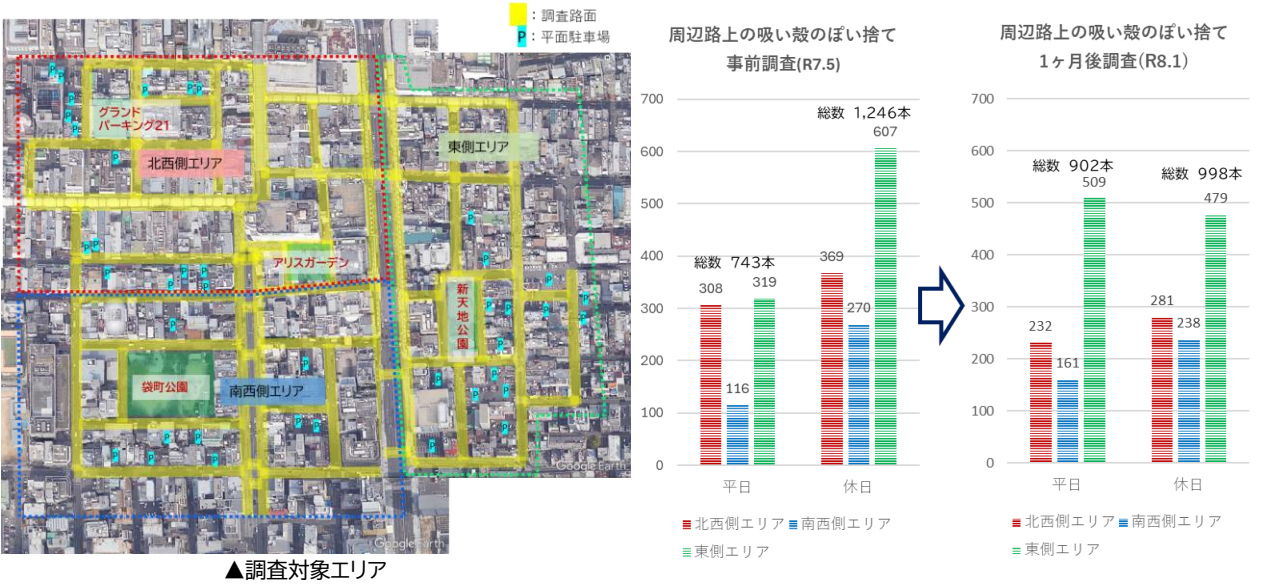 ：調査路面
P：平面駐車場
グランド
パーキング21
北西側エリア
東側エリア
アリスガーデン
新天地公園
袋町公園
南西側エリア
Google Earth
Google Earth
▲調査対象エリア
周辺路上の吸い殻のぽい捨て
事前調査(R7.5)
700
600
500
400
300
200
100
0
総数 743本
308
116
319
総数 1,246本
369
270
607
平日
休日
北西側エリア 南西側エリア
東側エリア
周辺路上の吸い殻のぽい捨て
1ヶ月後調査(R8.1)
700
600
500
400
300
200
100
0
総数 902本
232
161
509
総数 998本
281
238
479
平日
休日
北西側エリア 南西側エリア
東側エリア